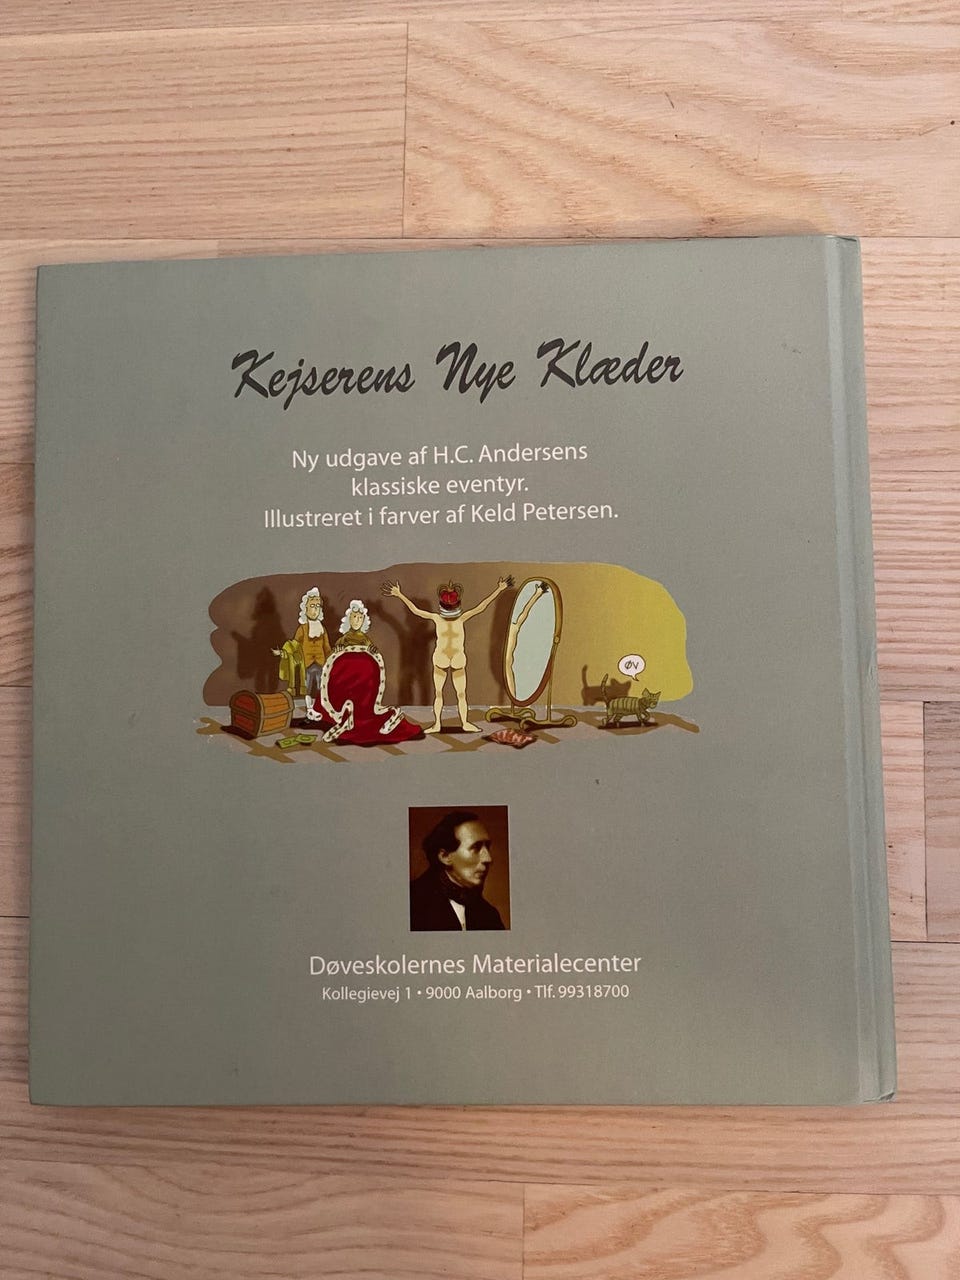 Kejserens Nye Klæder
Ny udgave af H.C. Andersens
klassiske eventyr.
Illustreret i farver af Keld Petersen.
ØV
Døveskolernes Materialecenter
Kollegievej 1 • 9000 Aalborg • Tlf. 99318700